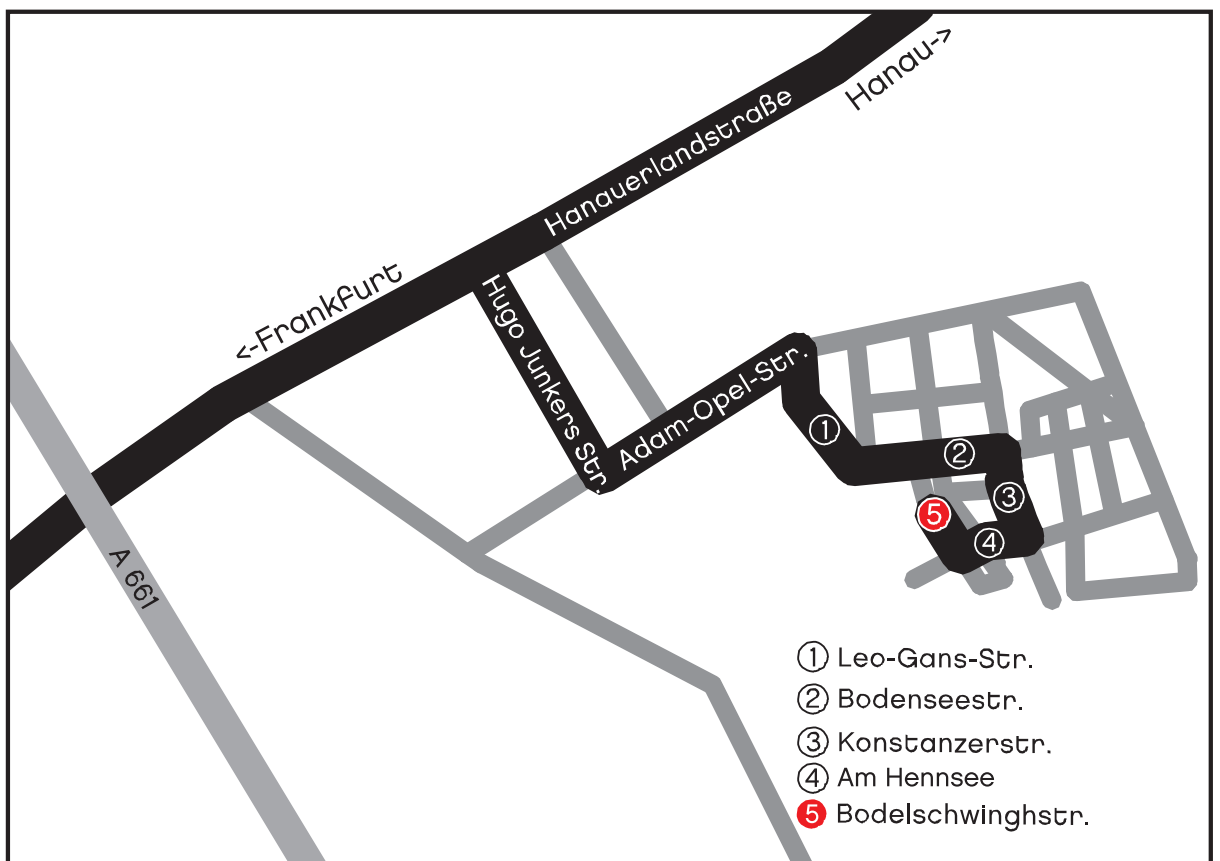 Hanau->
Hanauerlandstraße
<-Frankfurt
Hugo Junkers Str.
Adam-Opel-Str.
1
2
3
5
4
A 661
1 Leo-Gans-Str.
2 Bodenseestr.
3 Konstanzerstr.
4 Am Hennsee
5 Bodelschwinghstr.